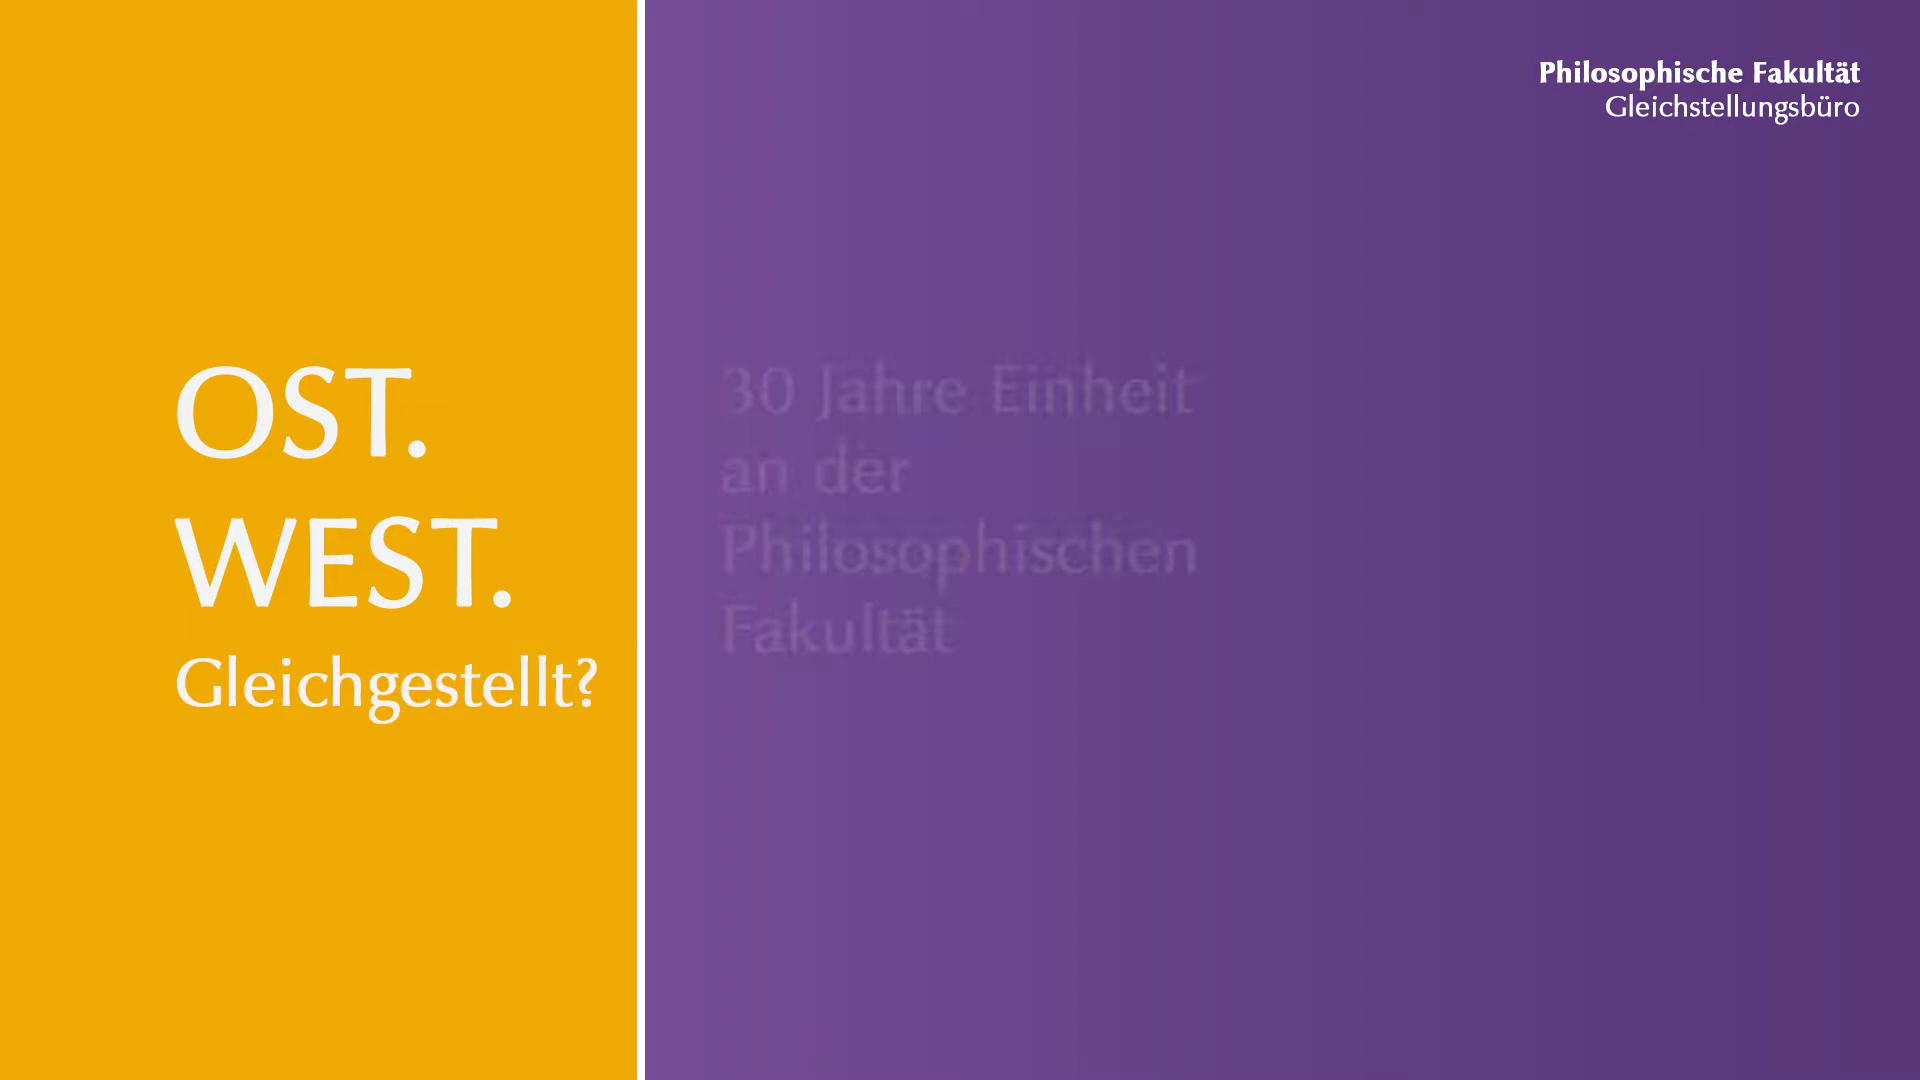 Philosophische Fakultät
Gleichstellungsbüro
OST.
WEST.
Gleichgestellt?
30 Jahre Einheit
an der
Philosophischen
Fakultät